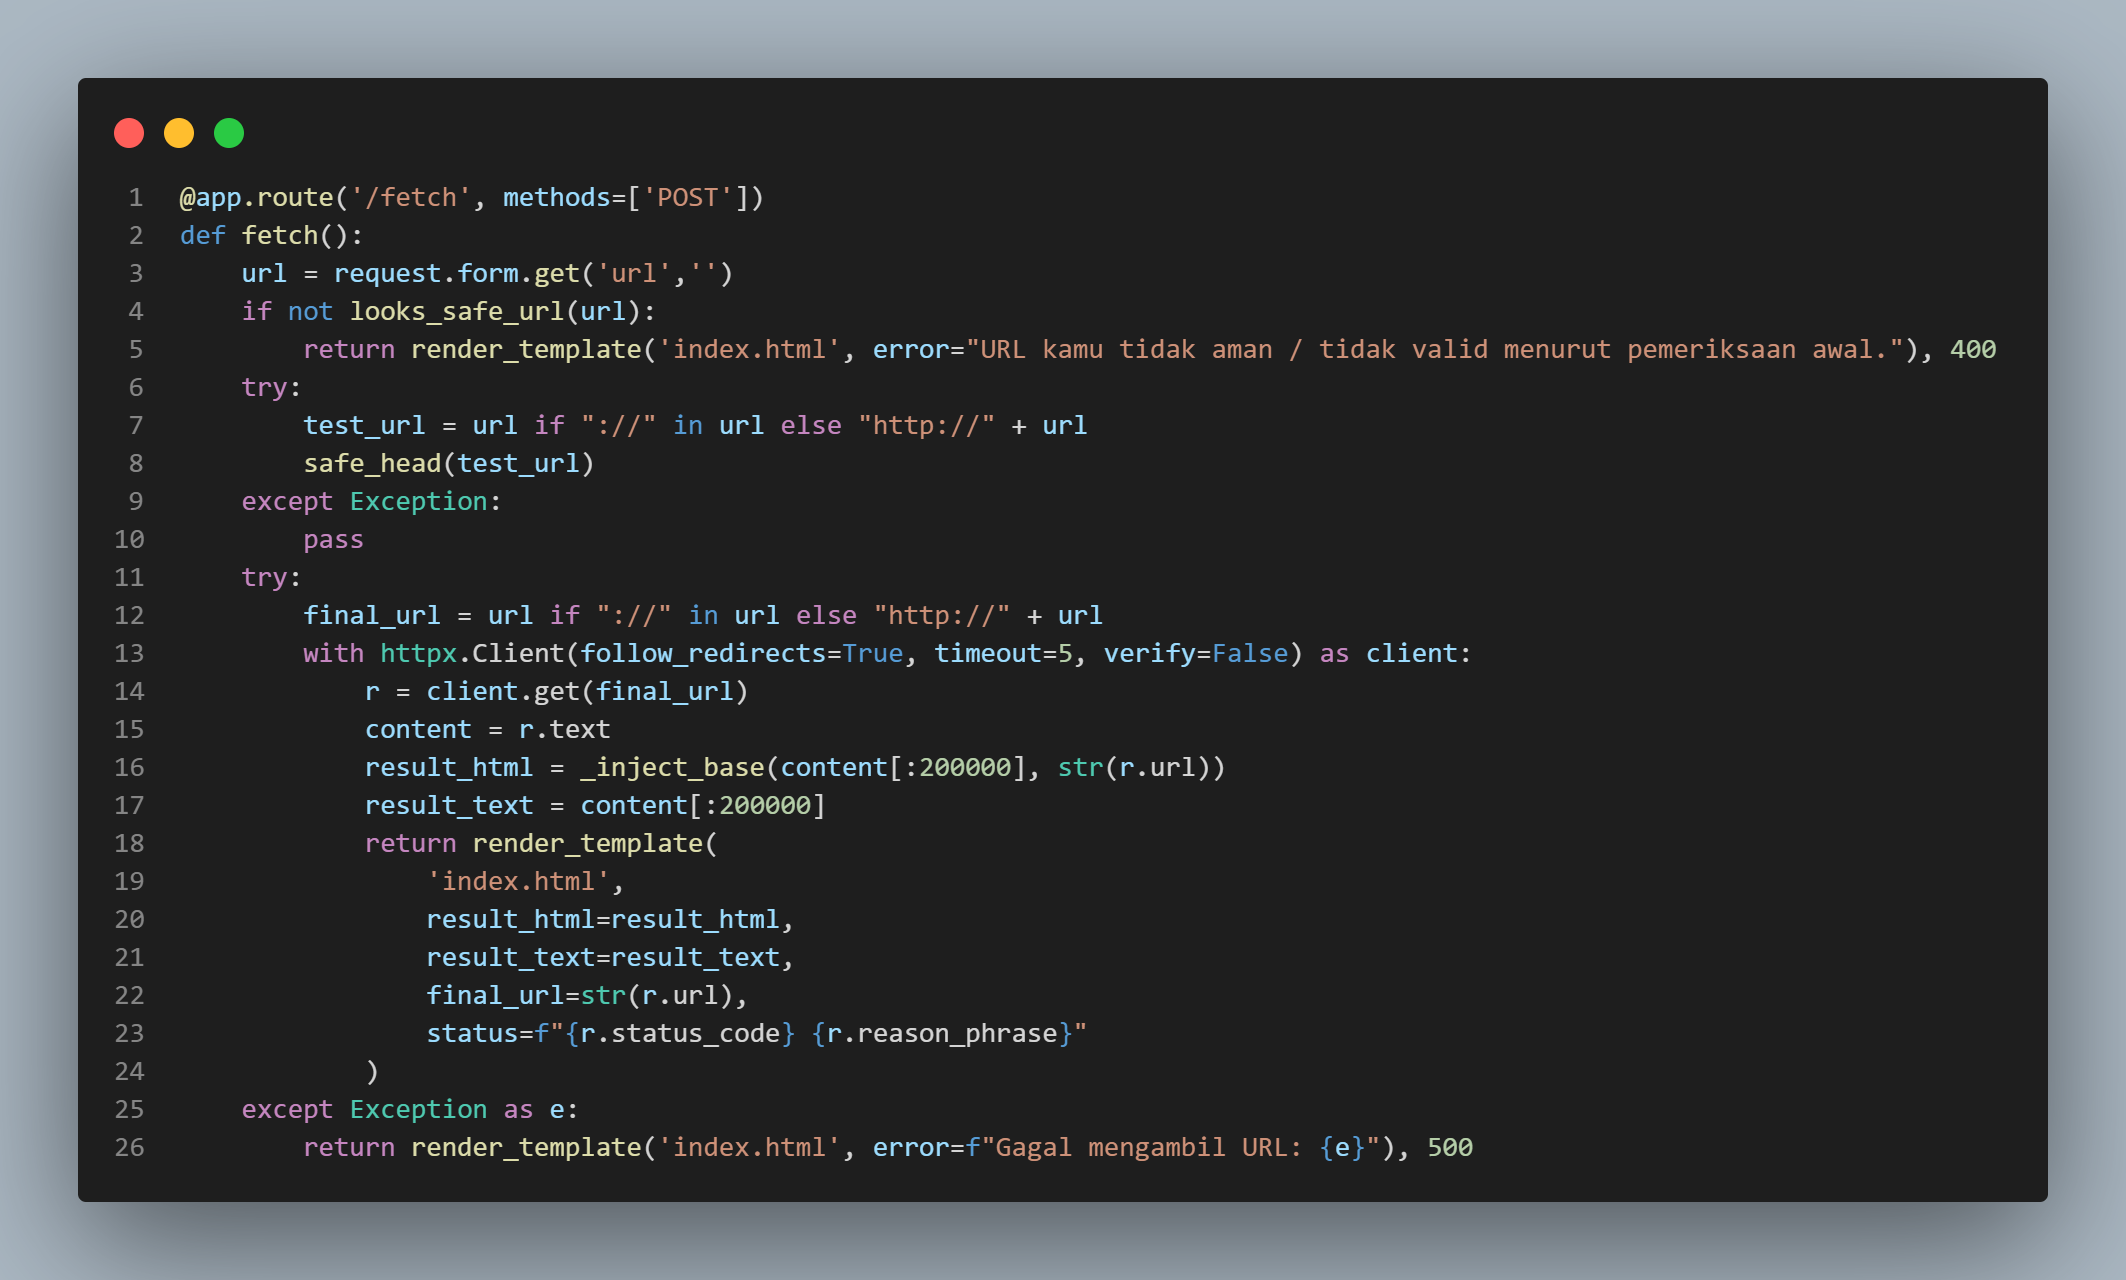 1 @app.route('/fetch', methods=['POST'])
2 def fetch():
3     url = request.form.get('url','')
4     if not looks_safe_url(url):
5         return render_template('index.html', error="URL kamu tidak aman / tidak valid menurut pemeriksaan awal."), 400
6     try:
7         test_url = url if "://" in url else "http://" + url
8         safe_head(test_url)
9     except Exception:
10         pass
11     try:
12         final_url = url if "://" in url else "http://" + url
13         with httpx.Client(follow_redirects=True, timeout=5, verify=False) as client:
14             r = client.get(final_url)
15             content = r.text
16             result_html = _inject_base(content[:200000], str(r.url))
17             result_text = content[:200000]
18             return render_template(
19                 'index.html',
20                 result_html=result_html,
21                 result_text=result_text,
22                 final_url=str(r.url),
23                 status=f"{r.status_code} {r.reason_phrase}"
24             )
25     except Exception as e:
26         return render_template('index.html', error=f"Gagal mengambil URL: {e}"), 500